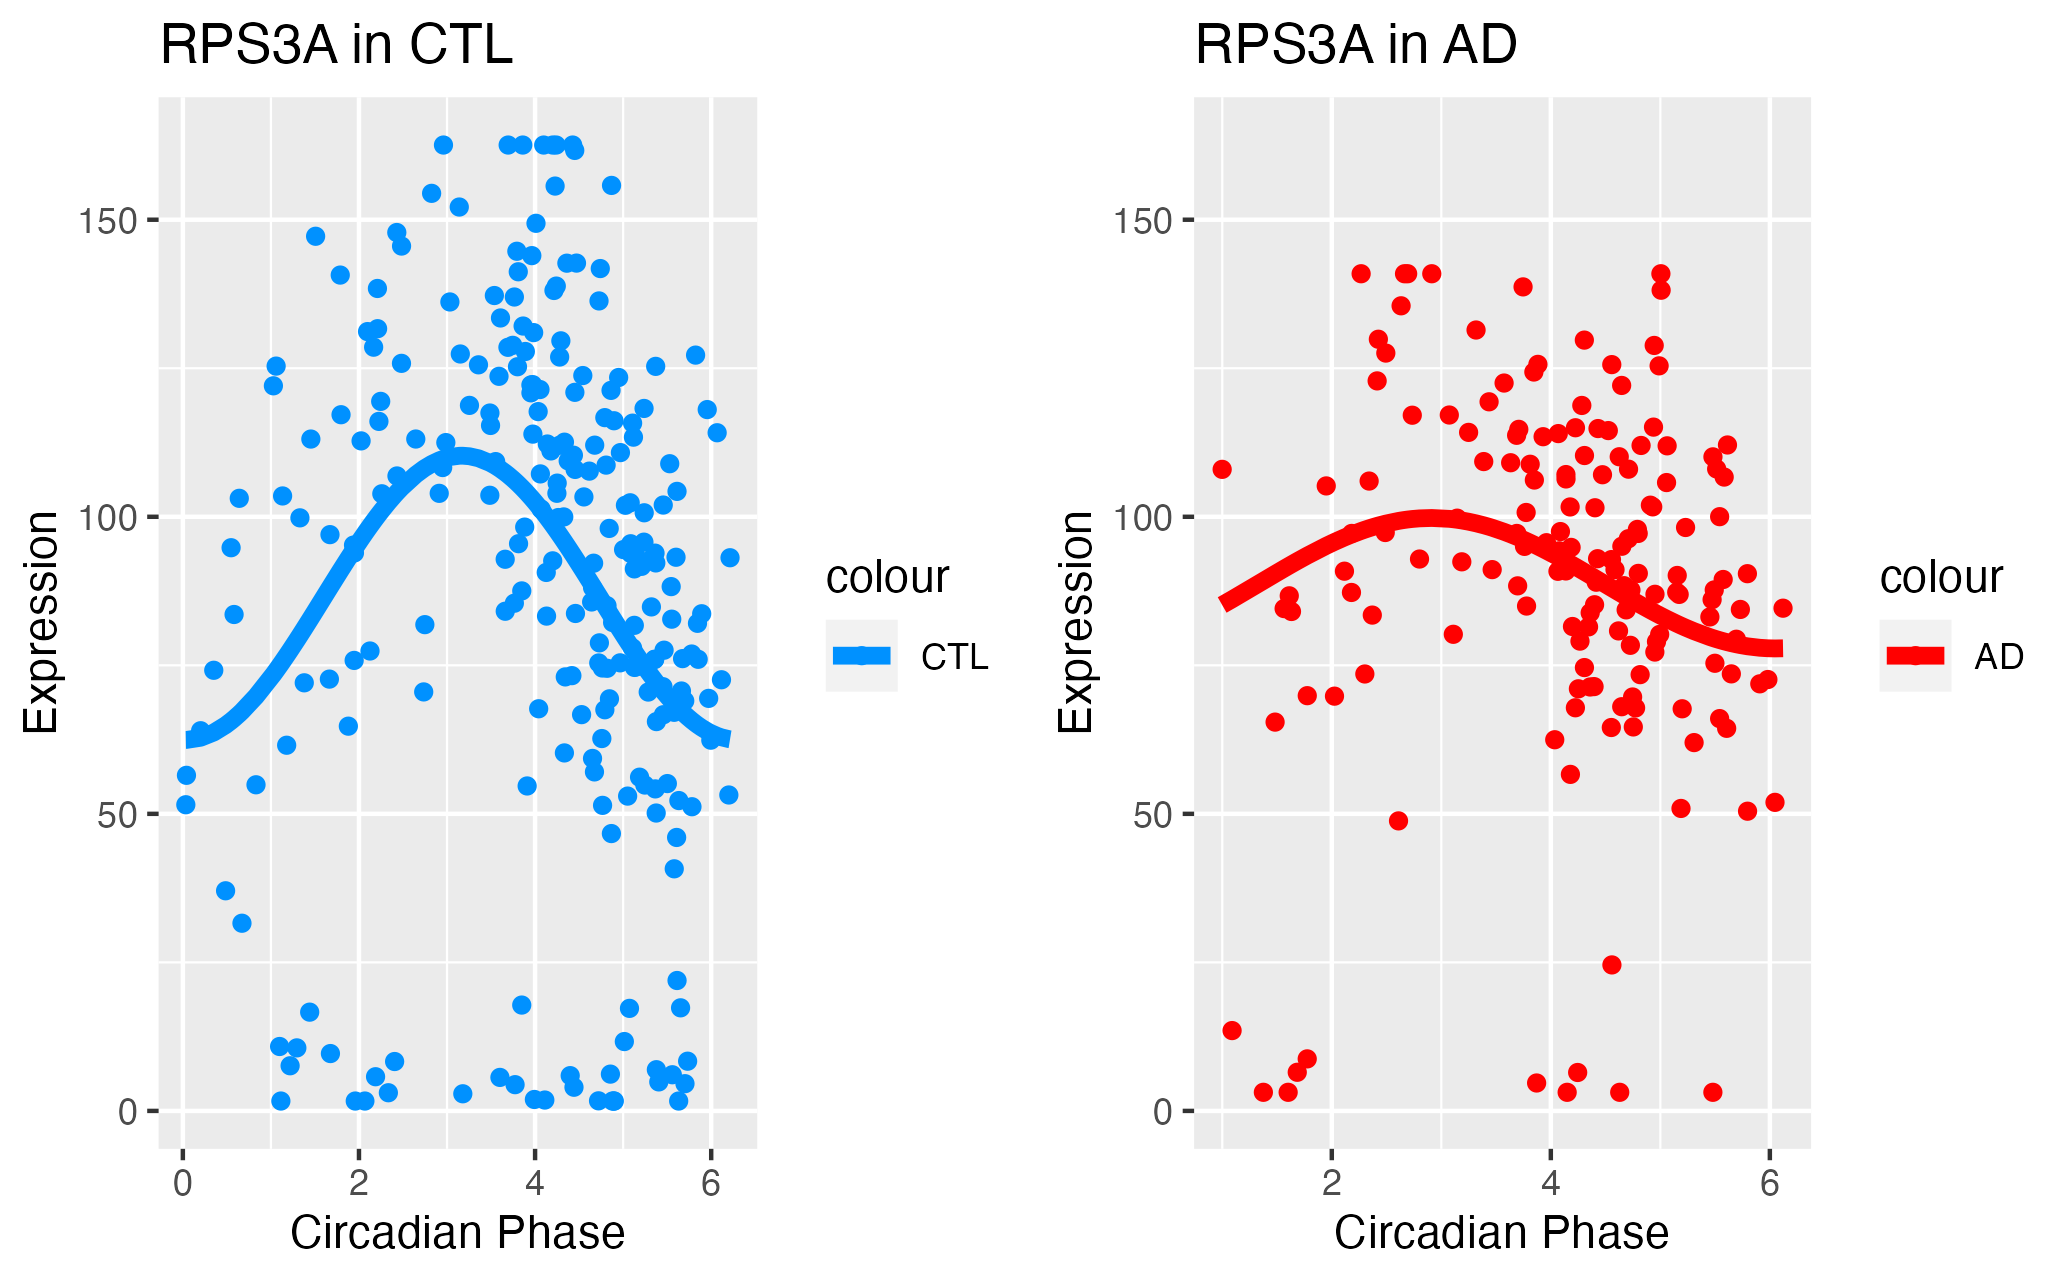 RPS3A in CTL
Expression
150
100
50
0
0 2 4 6
Circadian Phase
colour
CTL
RPS3A in AD
Expression
150
100
50
0
2 4 6
Circadian Phase
colour
AD